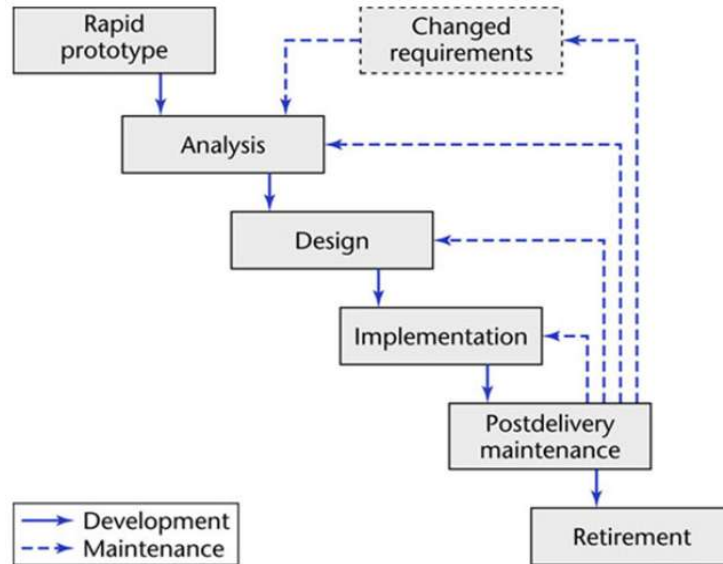 Rapid
prototype
Changed
requirements
Analysis
Design
Implementation
Postdelivery
maintenance
Retirement
Development
Maintenance